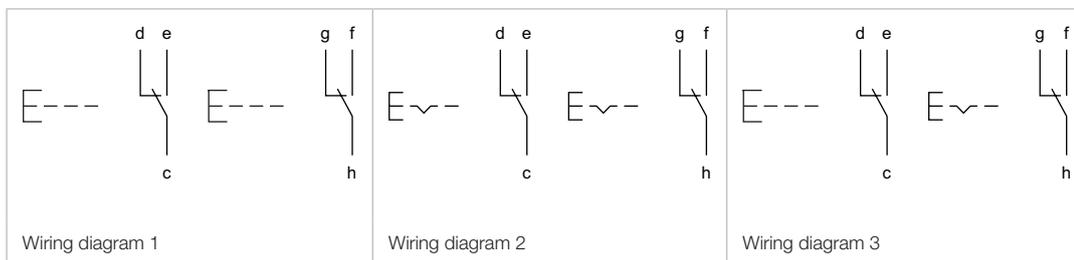 d e g f d e g f d e g f
c h c h c h
Wiring diagram 1 Wiring diagram 2 Wiring diagram 3